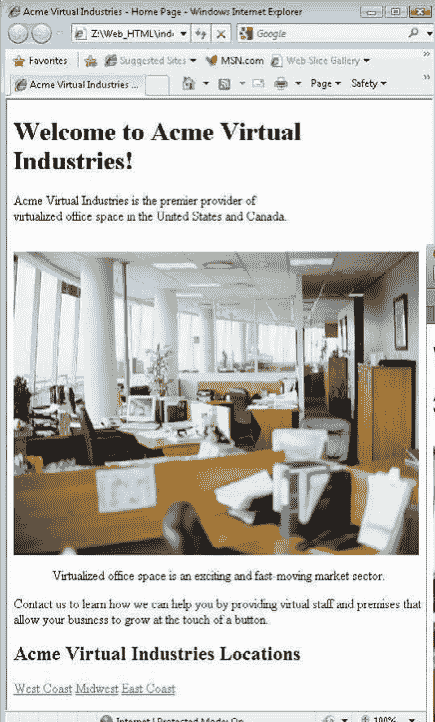 Acme Virtual Industries - Home Page - Windows Internet Explorer
Z:\Web_HTML\ind
Google
Favorites Suggested Sites MSN.com Web Slice Gallery
Acme Virtual Industries ... Page Safety
Welcome to Acme Virtual
Industries!
Acme Virtual Industries is the premier provider of
virtualized office space in the United States and Canada.
Virtualized office space is an exciting and fast-moving market sector.
Contact us to learn how we can help you by providing virtual staff and premises that
allow your business to grow at the touch of a button.
Acme Virtual Industries Locations
West Coast Midwest East Coast
Internet | Protected Mode: On 100%